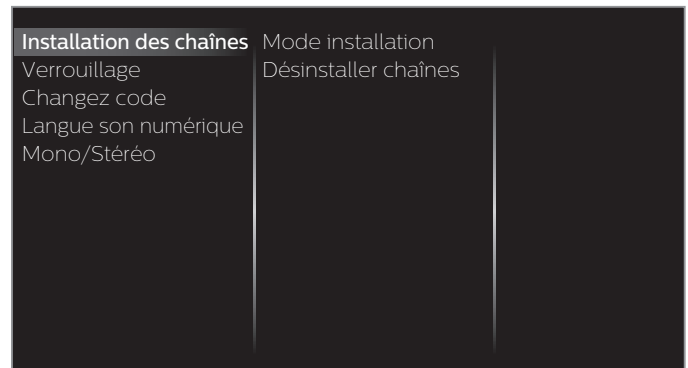 Installation des chaînes
Verrouillage
Changez code
Langue son numérique
Mono/Stéréo
Mode installation
Désinstaller chaînes